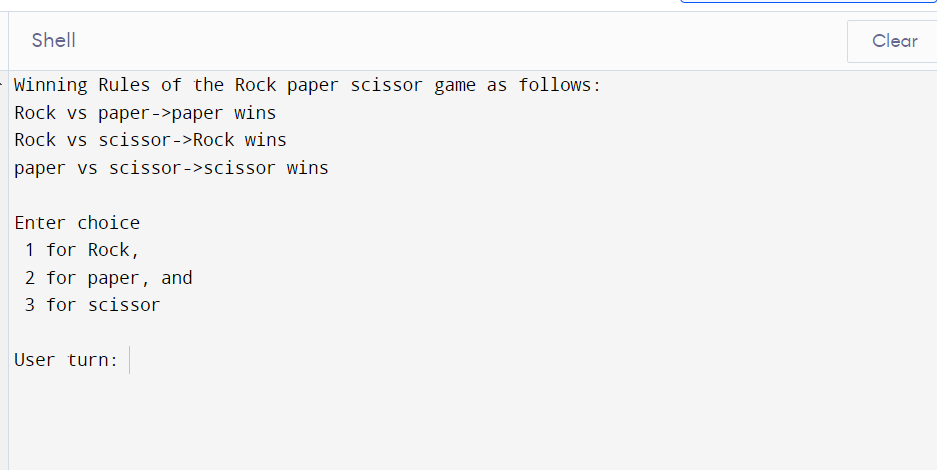 Shell
Clear
Winning Rules of the Rock paper scissor game as follows:
Rock vs paper->paper wins
Rock vs scissor->Rock wins
paper vs scissor->scissor wins
Enter choice
1 for Rock,
2 for paper, and
3 for scissor
User turn: